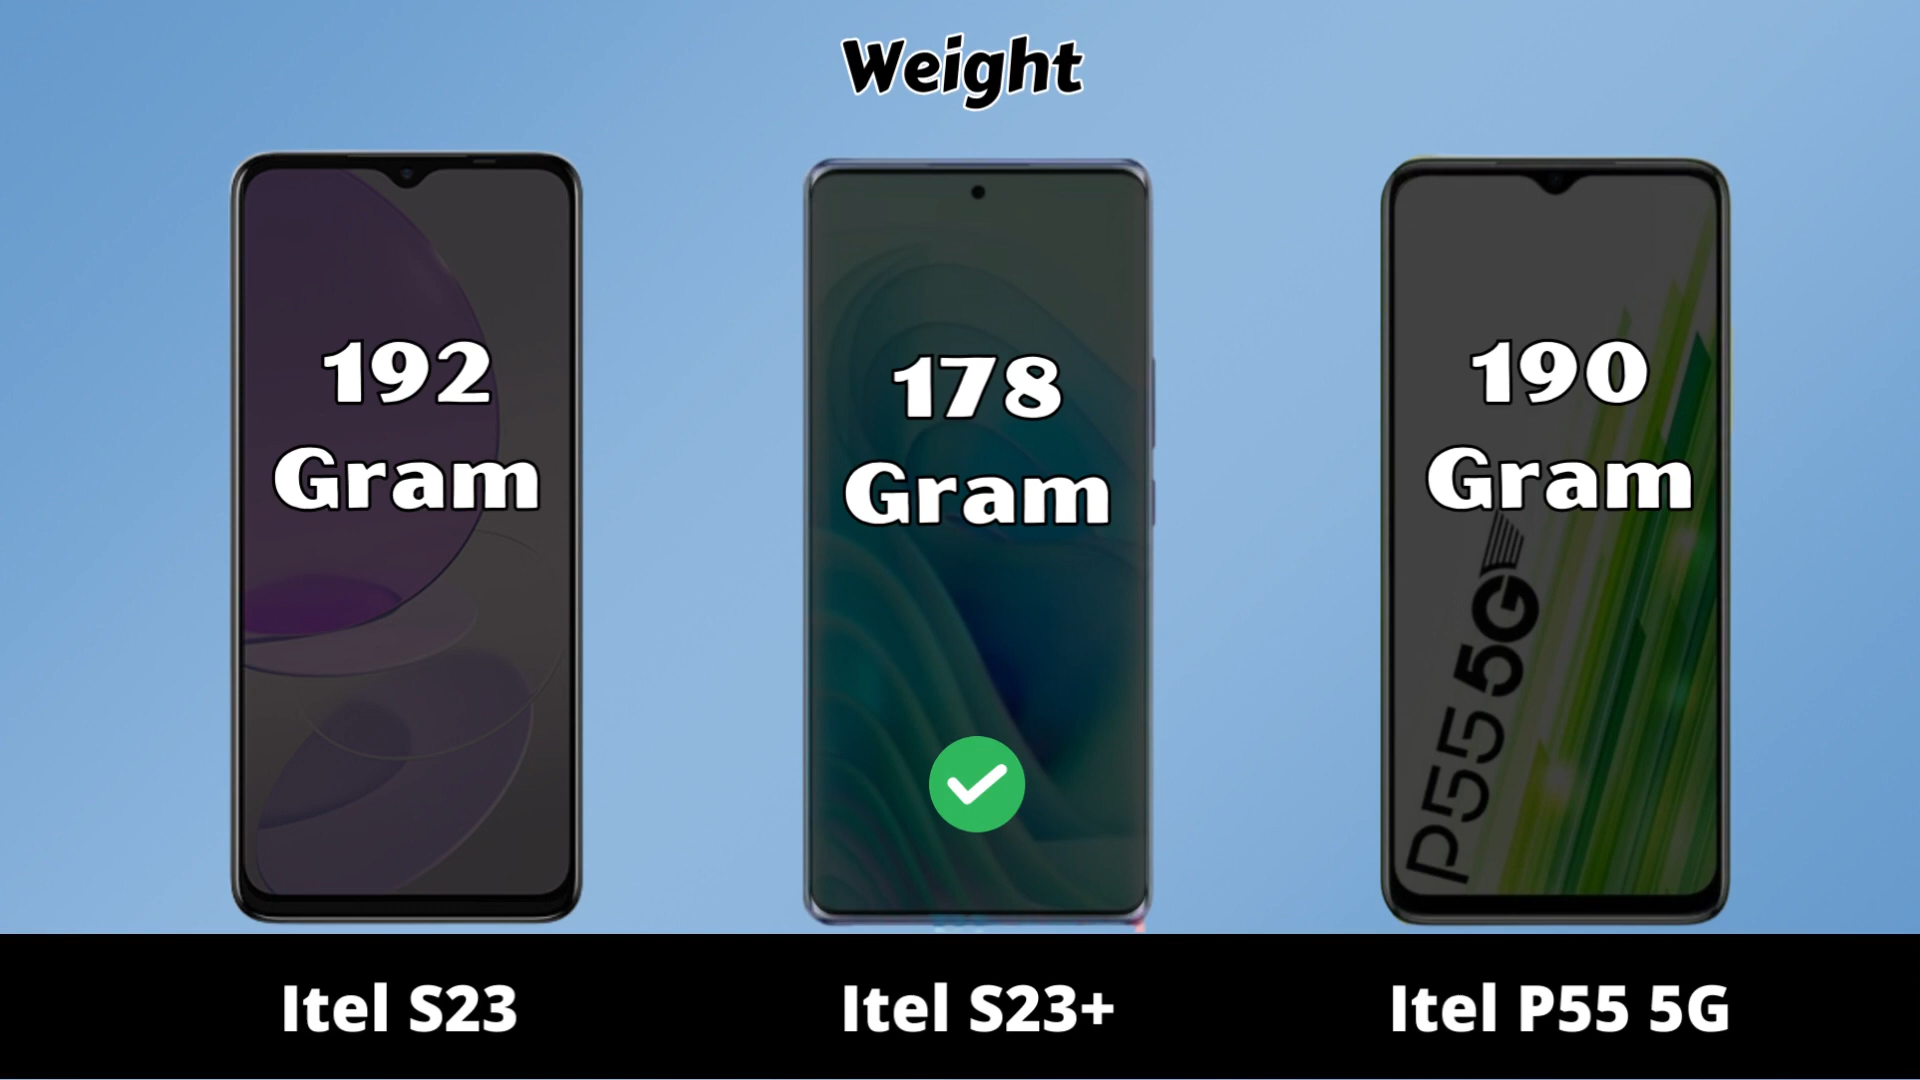 Weight
192
Gram
178
Gram
190
Gram
P55 5G
Itel S23
Itel S23+
Itel P55 5G